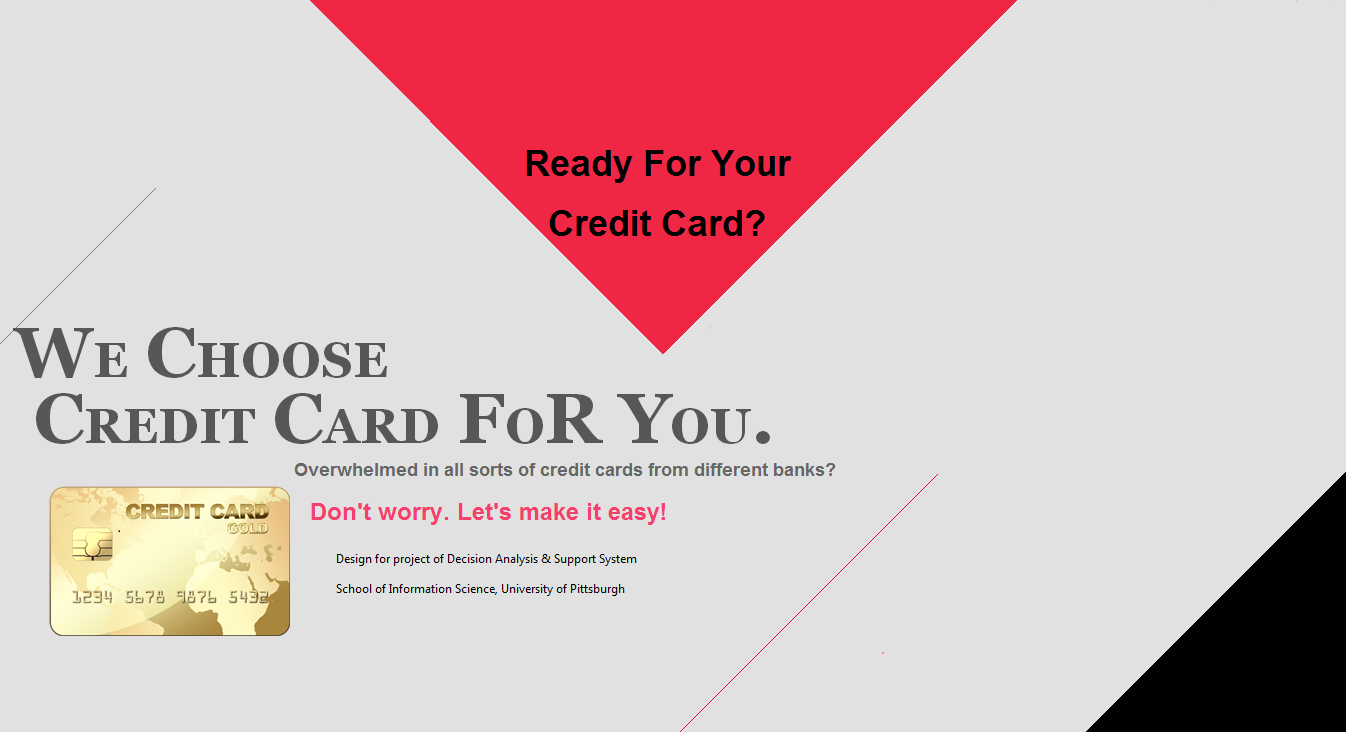 Ready For Your
Credit Card?
WE CHOOSE
CREDIT CARD FOR YOU.
Overwhelmed in all sorts of credit cards from different banks?
Don't worry. Let's make it easy!
CREDIT CARD
GOLD
1234 5678 9876 5432
Design for project of Decision Analysis & Support System
School of Information Science, University of Pittsburgh